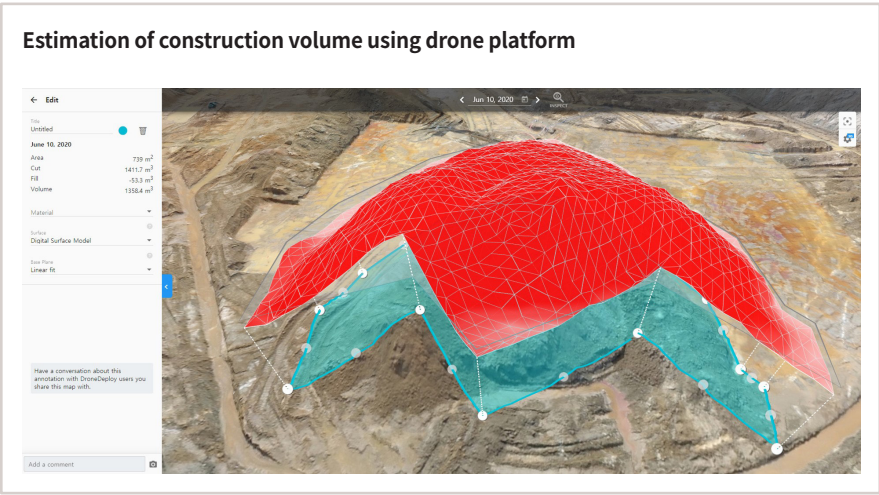 Estimation of construction volume using drone platform
Edit
Jun 10, 2020
INSPECT
Title
Untitled
June 10, 2020
Area 739 m²
Cut 1411.7 m³
Fill -53.3 m³
Volume 1358.4 m³
Material
Surface
Digital Surface Model
Base Plane
Linear fit
Have a conversation about this
annotation with DroneDeploy users you
share this map with.
Add a comment